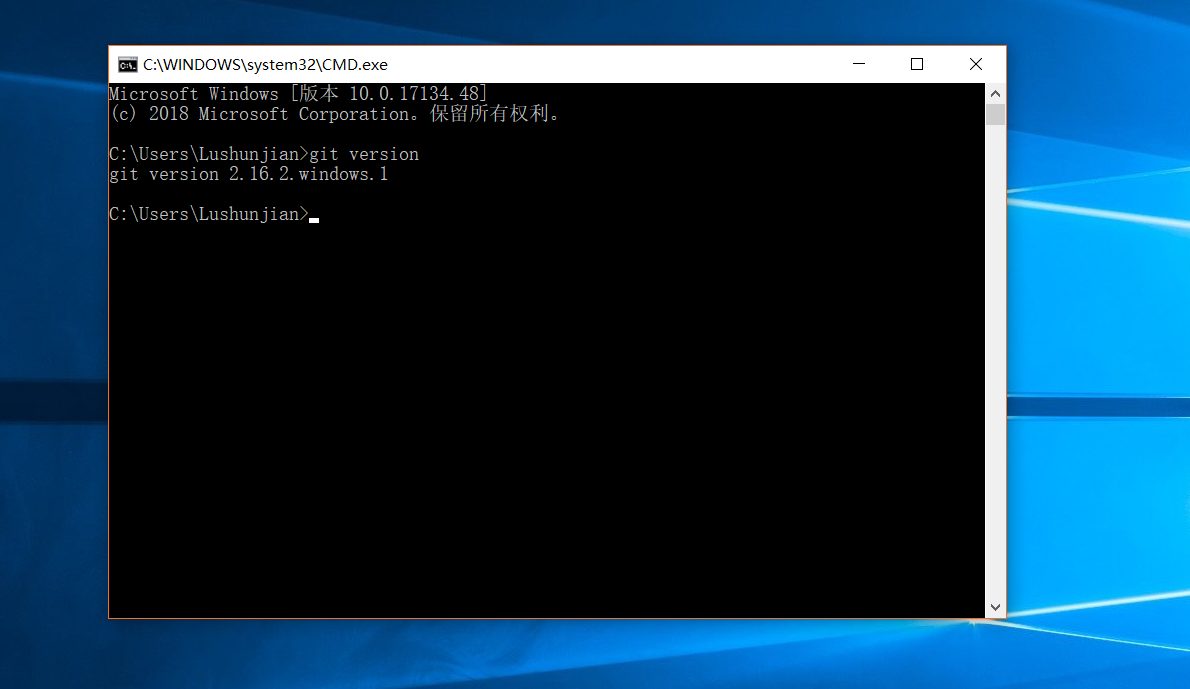 C:\WINDOWS\system32\CMD.exe
Microsoft Windows [版本 10.0.17134.48]
(c) 2018 Microsoft Corporation。保留所有权利。
C:\Users\Lushunjian>git version
git version 2.16.2.windows.1
C:\Users\Lushunjian>